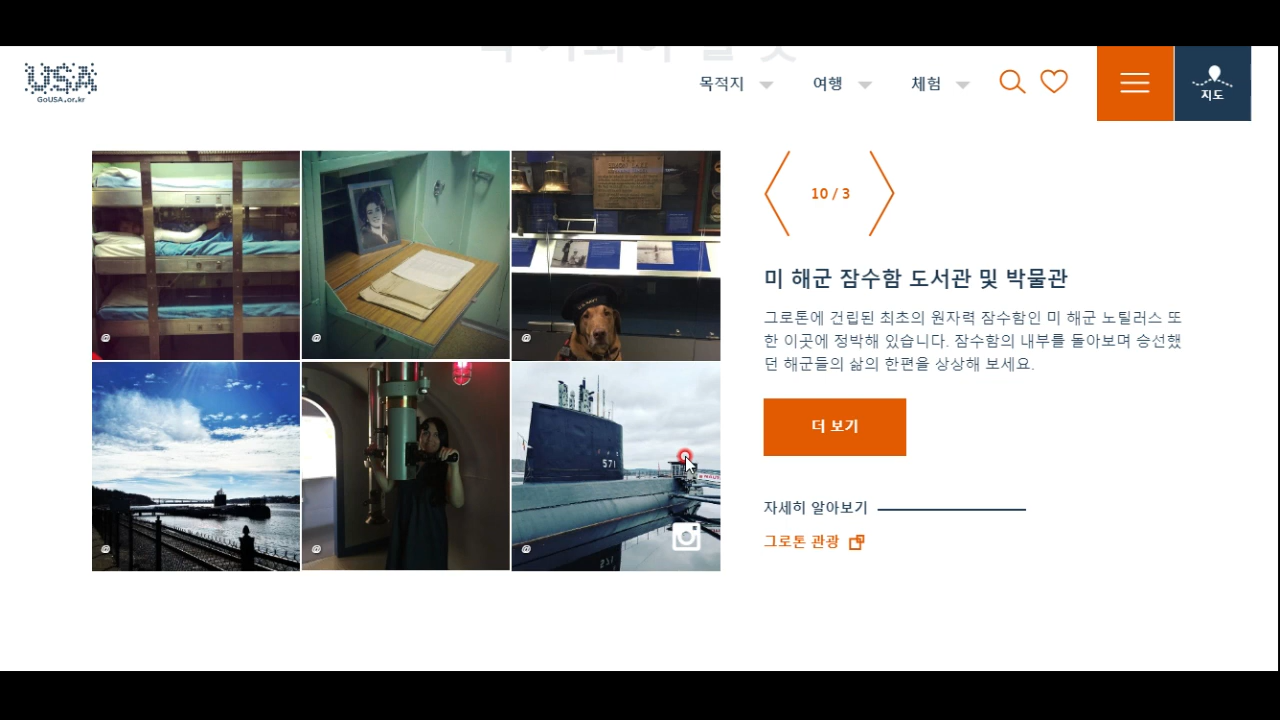 USA
GoUSA.or.kr
목적지
여행
체험
지도
10 / 3
미 해군 잠수함 도서관 및 박물관
그로톤에 건립된 최초의 원자력 잠수함인 미 해군 노틸러스 또
한 이곳에 정박해 있습니다. 잠수함의 내부를 돌아보며 승선했
던 해군들의 삶의 한편을 상상해 보세요.
더 보기
자세히 알아보기
그로톤 관광
@
@
@
571
@
@
@